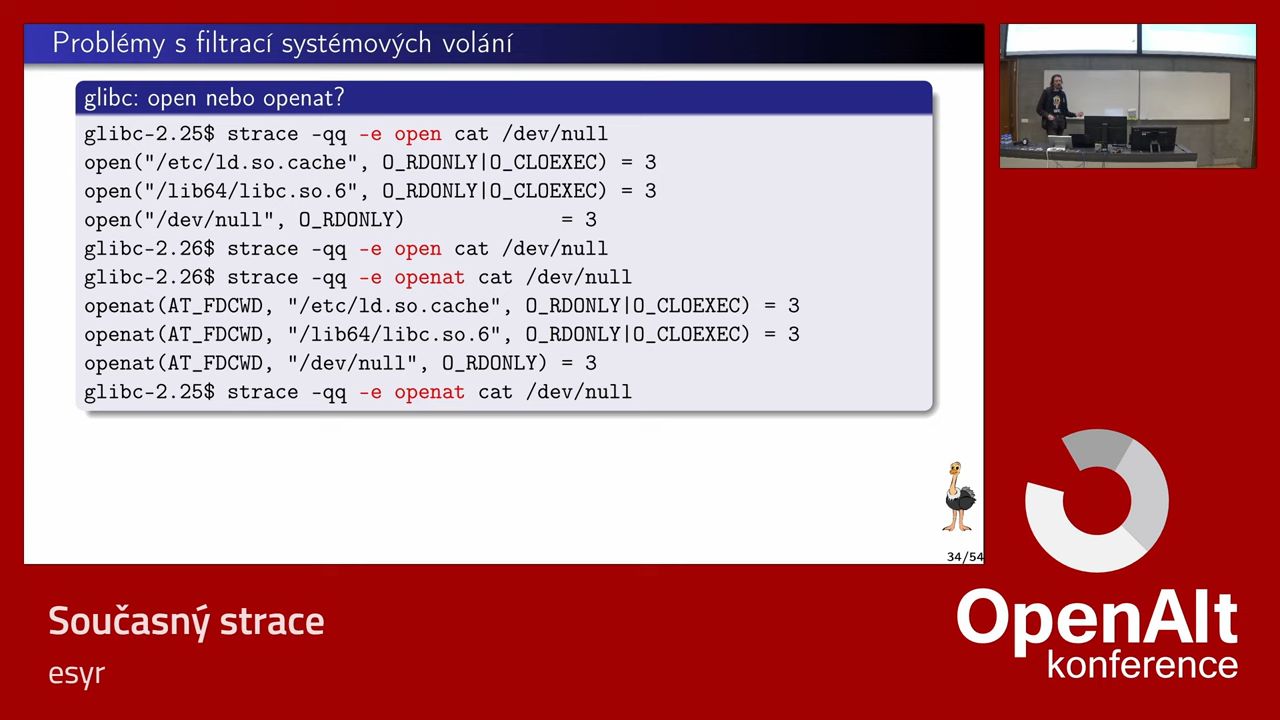 Problémy s filtrací systémových volání
glibc: open nebo openat?
glibc-2.25$ strace -qq -e open cat /dev/null
open("/etc/ld.so.cache", O_RDONLY|O_CLOEXEC) = 3
open("/lib64/libc.so.6", O_RDONLY|O_CLOEXEC) = 3
open("/dev/null", O_RDONLY) = 3
glibc-2.26$ strace -qq -e open cat /dev/null
glibc-2.26$ strace -qq -e openat cat /dev/null
openat(AT_FDCWD, "/etc/ld.so.cache", O_RDONLY|O_CLOEXEC) = 3
openat(AT_FDCWD, "/lib64/libc.so.6", O_RDONLY|O_CLOEXEC) = 3
openat(AT_FDCWD, "/dev/null", O_RDONLY) = 3
glibc-2.25$ strace -qq -e openat cat /dev/null
34/54
Současný strace
esyr
OpenAlt
konference